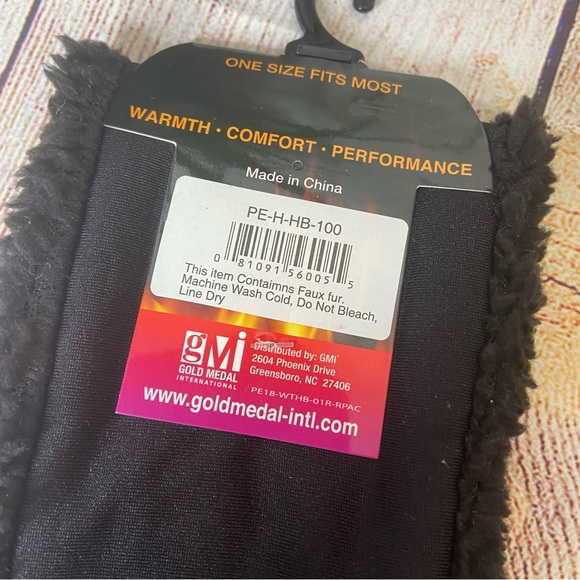 ONE SIZE FITS MOST
WARMTH • COMFORT • PERFORMANCE
Made in China
PE-H-HB-100
0 81091 56005 5
This item Contaimns Faux fur.
Machine Wash Cold, Do Not Bleach,
Line Dry
gMi
GOLD MEDAL
INTERNATIONAL
Distributed by: GMI
2604 Phoenix Drive
Greensboro, NC 27406
PE18-WTHB-01R-RPAC
www.goldmedal-intl.com